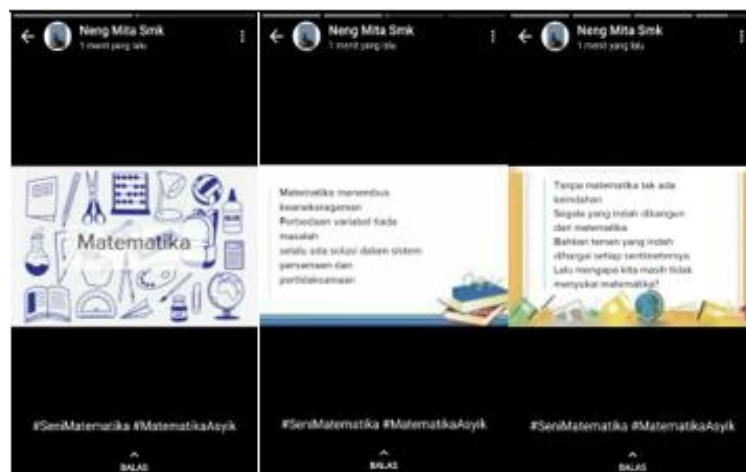 Neng Mita Smk
1 menit yang lalu
Matematika
#SeniMatematika #MatematikaAsyik
BALAS
Neng Mita Smk
1 menit yang lalu
Matematika menembus
keanekaragaman
Perbedaan variabel tiada
masalah
selalu ada solusi dalam sistem
persamaan dan
pertidaksamaan
#SeniMatematika #MatematikaAsyik
BALAS
Neng Mita Smk
1 menit yang lalu
Tanpa matematika tak ada
keindahan
Segala yang indah dibangun
dari matematika
Bahkan teman yang indah
dihargai setiap sentimeternya
Lalu mengapa kita masih tidak
menyukai matematika?
#SeniMatematika #MatematikaAsyik
BALAS